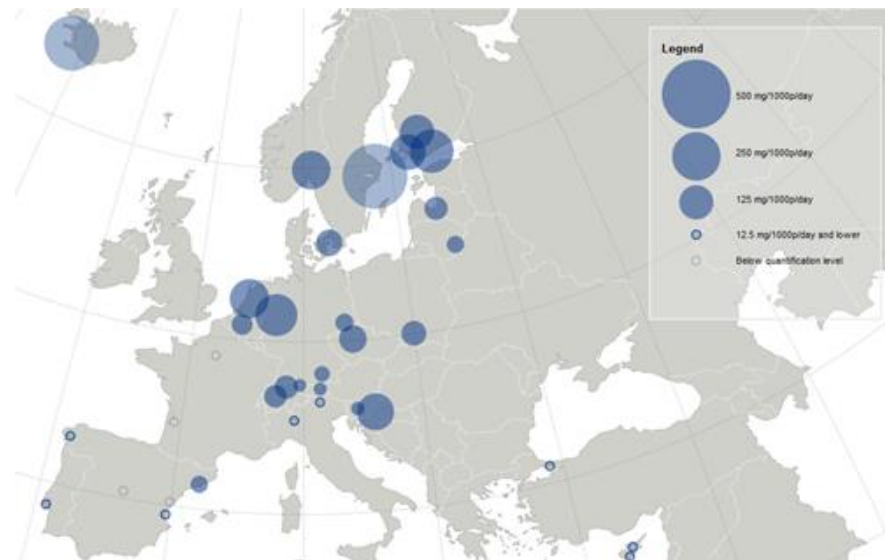 Legend
500 mg/1000p/day
250 mg/1000p/day
125 mg/1000p/day
12.5 mg/1000p/day and lower
Below quantification level